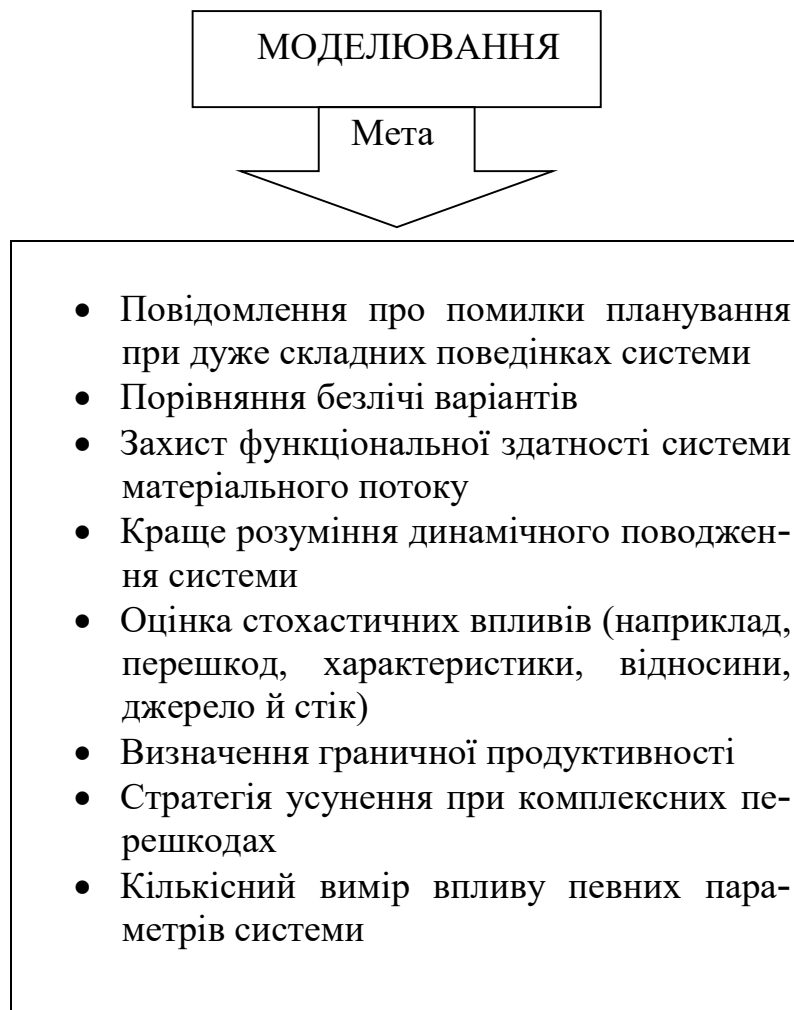 МОДЕЛЮВАННЯ
Мета
• Повідомлення про помилки планування
при дуже складних поведінках системи
• Порівняння безлічі варіантів
• Захист функціональної здатності системи
матеріального потоку
• Краще розуміння динамічного поводжен-
ня системи
• Оцінка стохастичних впливів (наприклад,
перешкод, характеристики, відносини,
джерело й стік)
• Визначення граничної продуктивності
• Стратегія усунення при комплексних пе-
решкодах
• Кількісний вимір впливу певних пара-
метрів системи